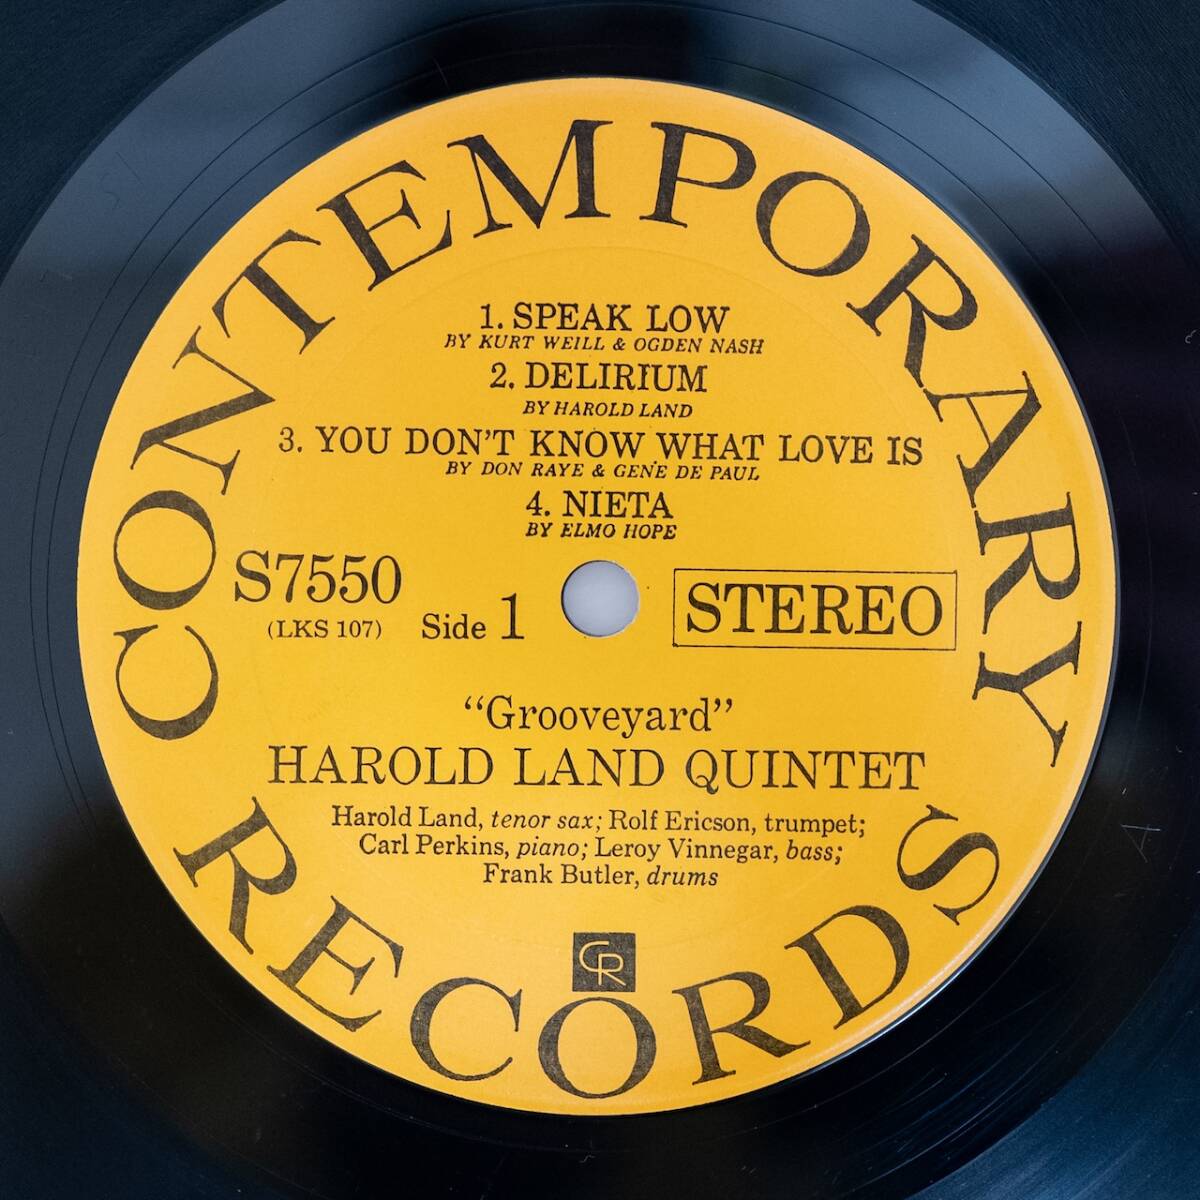 CONTEMPORARY
1. SPEAK LOW
BY KURT WEILL & OGDEN NASH
2. DELIRIUM
BY HAROLD LAND
3. YOU DON'T KNOW WHAT LOVE IS
BY DON RAYE & GENE DE PAUL
4. NIETA
BY ELMO HOPE
S7550
(LKS 107)
Side 1
STEREO
"Grooveyard"
HAROLD LAND QUINTET
Harold Land, tenor sax; Rolf Ericson, trumpet;
Carl Perkins, piano; Leroy Vinnegar, bass;
Frank Butler, drums
CR
RECORDS